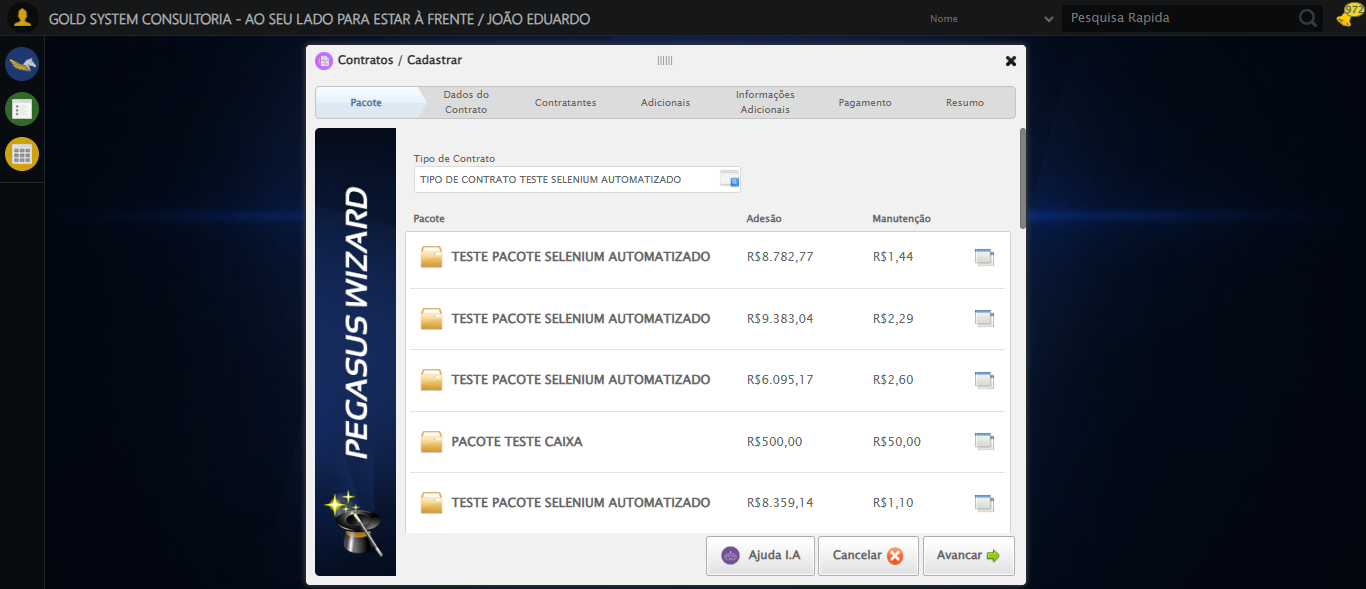 GOLD SYSTEM CONSULTORIA - AO SEU LADO PARA ESTAR À FRENTE / JOÃO EDUARDO
Nome
Pesquisa Rapida
972
Contratos / Cadastrar
Pacote
Dados do
Contrato
Contratantes
Adicionais
Informações
Adicionais
Pagamento
Resumo
PEGASUS WIZARD
Tipo de Contrato
TIPO DE CONTRATO TESTE SELENIUM AUTOMATIZADO
Pacote Adesão Manutenção
TESTE PACOTE SELENIUM AUTOMATIZADO R$8.782,77 R$1,44
TESTE PACOTE SELENIUM AUTOMATIZADO R$9.383,04 R$2,29
TESTE PACOTE SELENIUM AUTOMATIZADO R$6.095,17 R$2,60
PACOTE TESTE CAIXA R$500,00 R$50,00
TESTE PACOTE SELENIUM AUTOMATIZADO R$8.359,14 R$1,10
Ajuda I.A
Cancelar
Avancar